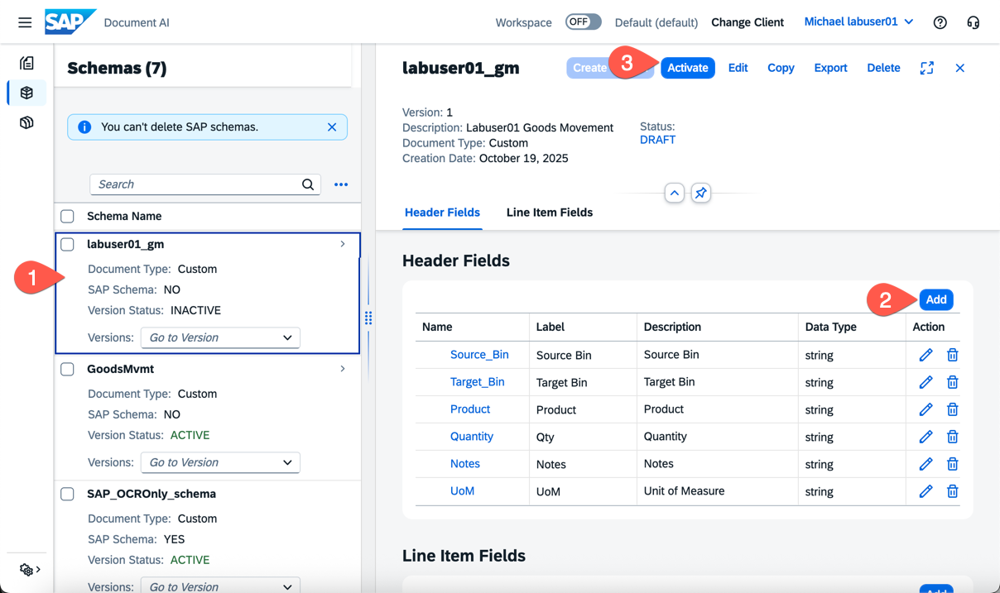 SAP Document AI Workspace OFF Default (default) Change Client Michael labuser01
Schemas (7)
You can't delete SAP schemas.
Search
Schema Name
1
labuser01_gm
Document Type: Custom
SAP Schema: NO
Version Status: INACTIVE
Versions: Go to Version
GoodsMvmt
Document Type: Custom
SAP Schema: NO
Version Status: ACTIVE
Versions: Go to Version
SAP_OCROnly_schema
Document Type: Custom
SAP Schema: YES
Version Status: ACTIVE
Versions: Go to Version
labuser01_gm Create 3 Activate Edit Copy Export Delete
Version: 1
Description: Labuser01 Goods Movement
Document Type: Custom
Creation Date: October 19, 2025
Status:
DRAFT
Header Fields Line Item Fields
Header Fields
2 Add
Name Label Description Data Type Action
Source_Bin Source Bin Source Bin string
Target_Bin Target Bin Target Bin string
Product Product Product string
Quantity Qty Quantity string
Notes Notes Notes string
UoM UoM Unit of Measure string
Line Item Fields
Add